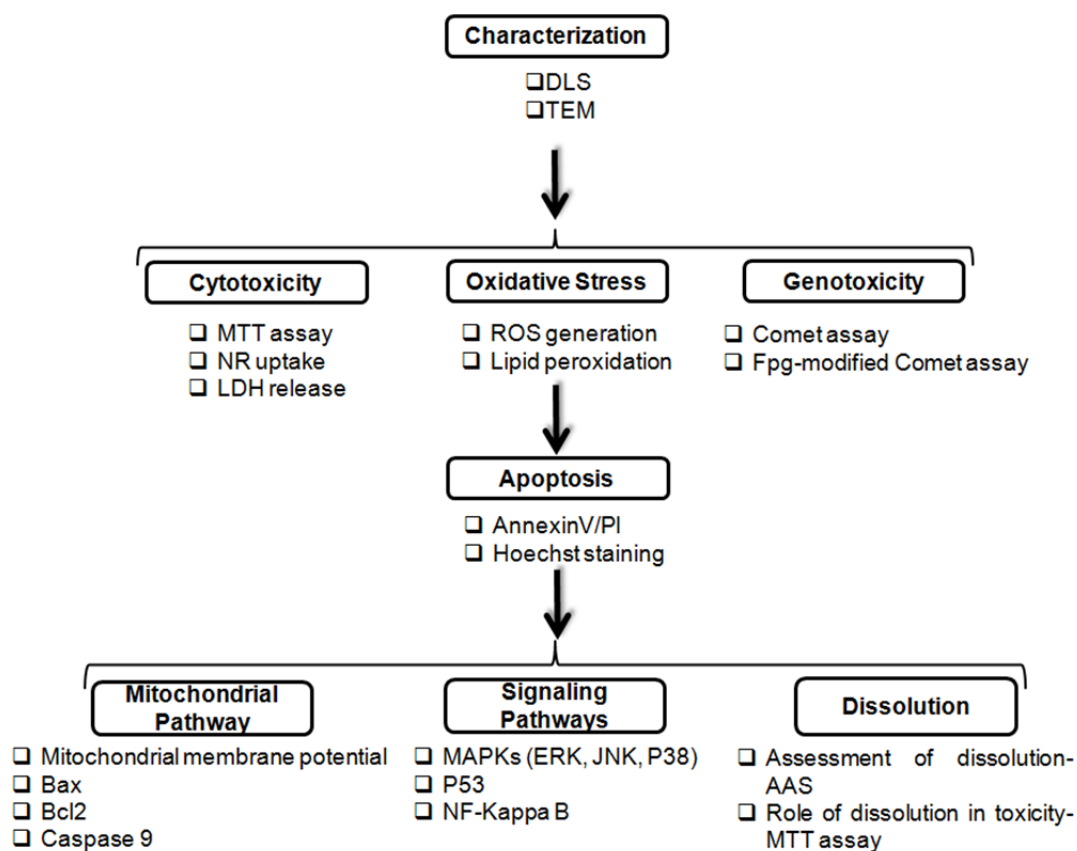 Characterization
❑DLS
❑TEM
Cytotoxicity
❑ MTT assay
❑ NR uptake
❑ LDH release
Oxidative Stress
❑ ROS generation
❑ Lipid peroxidation
Genotoxicity
❑ Comet assay
❑ Fpg-modified Comet assay
Apoptosis
❑ AnnexinV/PI
❑ Hoechst staining
Mitochondrial
Pathway
❑ Mitochondrial membrane potential
❑ Bax
❑ Bcl2
❑ Caspase 9
Signaling
Pathways
❑ MAPKs (ERK, JNK, P38)
❑ P53
❑ NF-Kappa B
Dissolution
❑ Assessment of dissolution-
AAS
❑ Role of dissolution in toxicity-
MTT assay